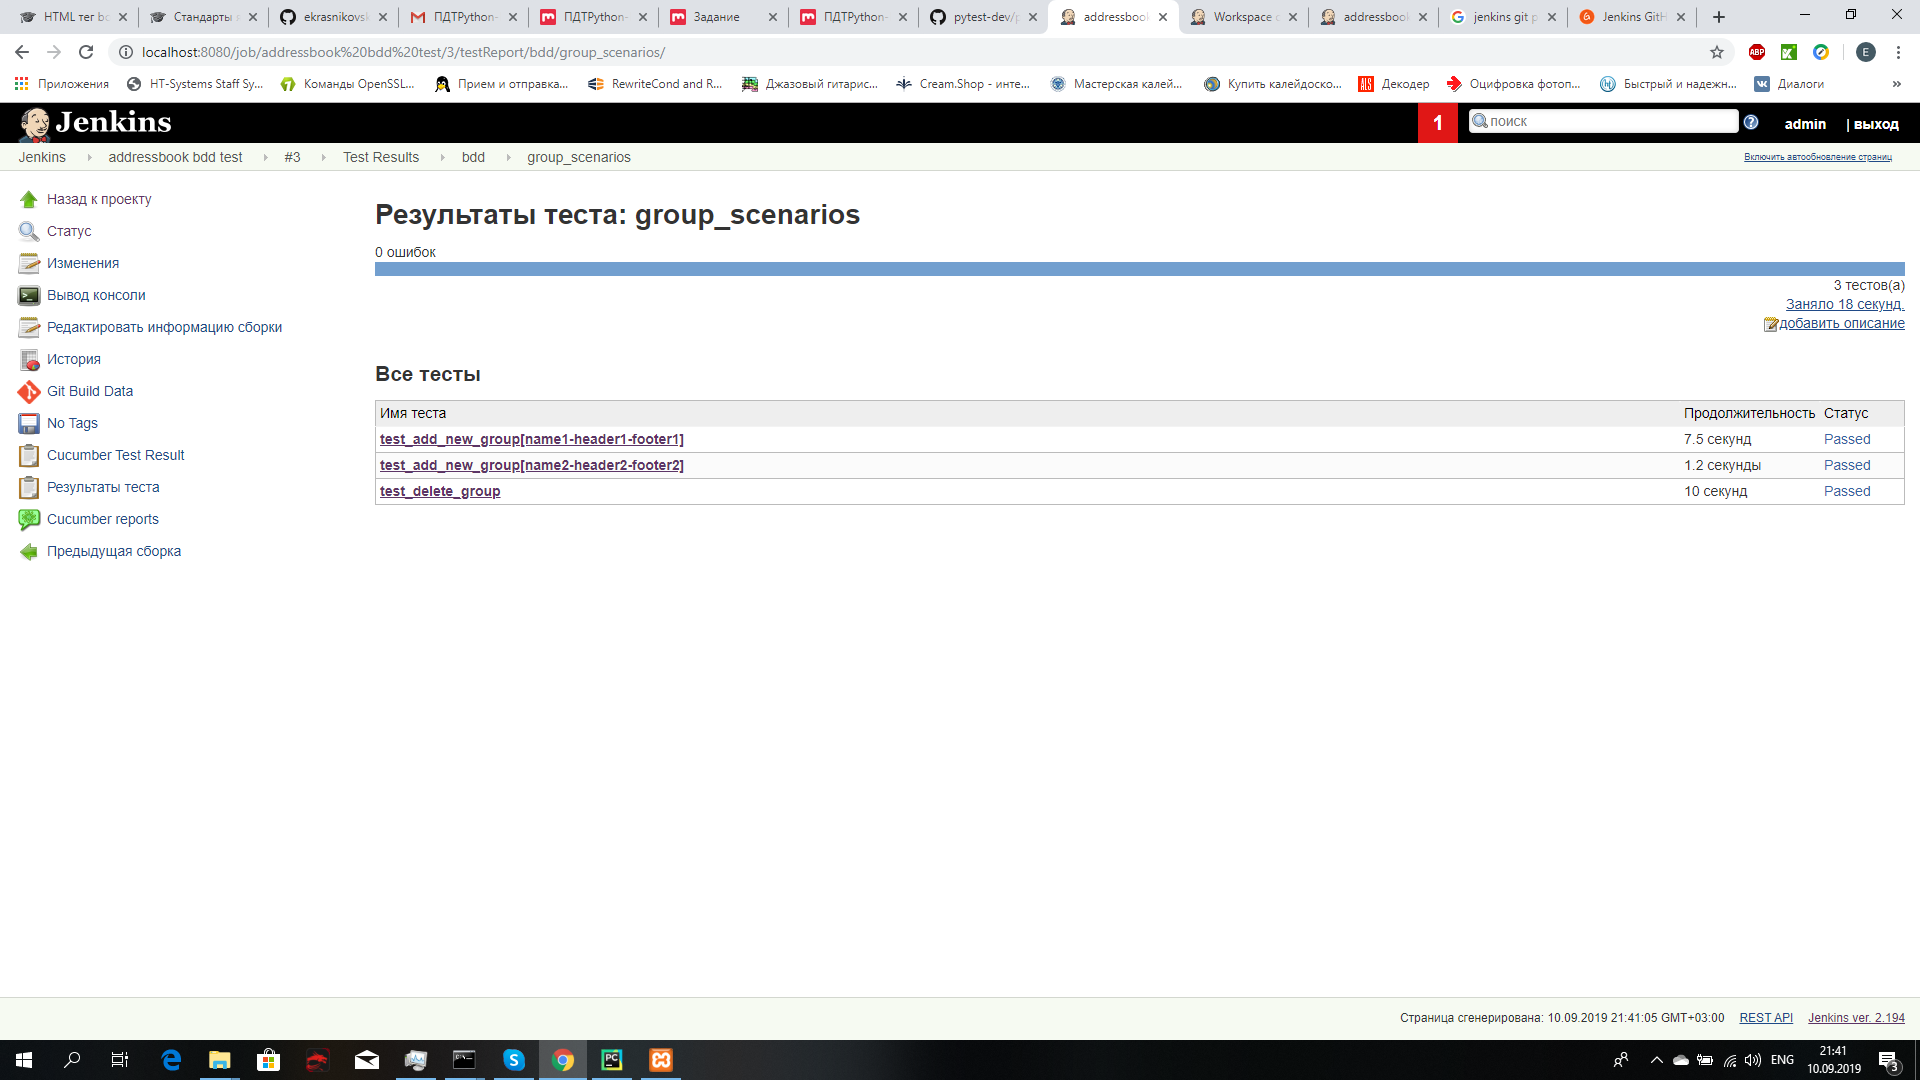 HTML тег bo
Стандарты я
ekrasnikovsk
ПДТPython-
ПДТPython-
Задание
ПДТPython-
pytest-dev/p
addressbook
Workspace o
addressbook
jenkins git p
Jenkins GitH
localhost:8080/job/addressbook%20bdd%20test/3/testReport/bdd/group_scenarios/
ABP
E
Приложения
HT-Systems Staff Sy...
Команды OpenSSL...
Прием и отправка...
RewriteCond and R...
Джазовый гитарис...
Cream.Shop - инте...
Мастерская калей...
Купить калейдоско...
Декодер
Оцифровка фотоп...
Быстрый и надежн...
Диалоги
»
Jenkins
1
поиск
admin
| выход
Jenkins
addressbook bdd test
#3
Test Results
bdd
group_scenarios
Включить автообновление страниц
Назад к проекту
Статус
Изменения
Вывод консоли
Редактировать информацию сборки
История
Git Build Data
No Tags
Cucumber Test Result
Результаты теста
Cucumber reports
Предыдущая сборка
Результаты теста: group_scenarios
0 ошибок
3 тестов(а)
Заняло 18 секунд.
добавить описание
Все тесты
Имя теста Продолжительность Статус
test_add_new_group[name1-header1-footer1] 7.5 секунд Passed
test_add_new_group[name2-header2-footer2] 1.2 секунды Passed
test_delete_group 10 секунд Passed
Страница сгенерирована: 10.09.2019 21:41:05 GMT+03:00
REST API
Jenkins ver. 2.194
ENG
21:41
10.09.2019
3